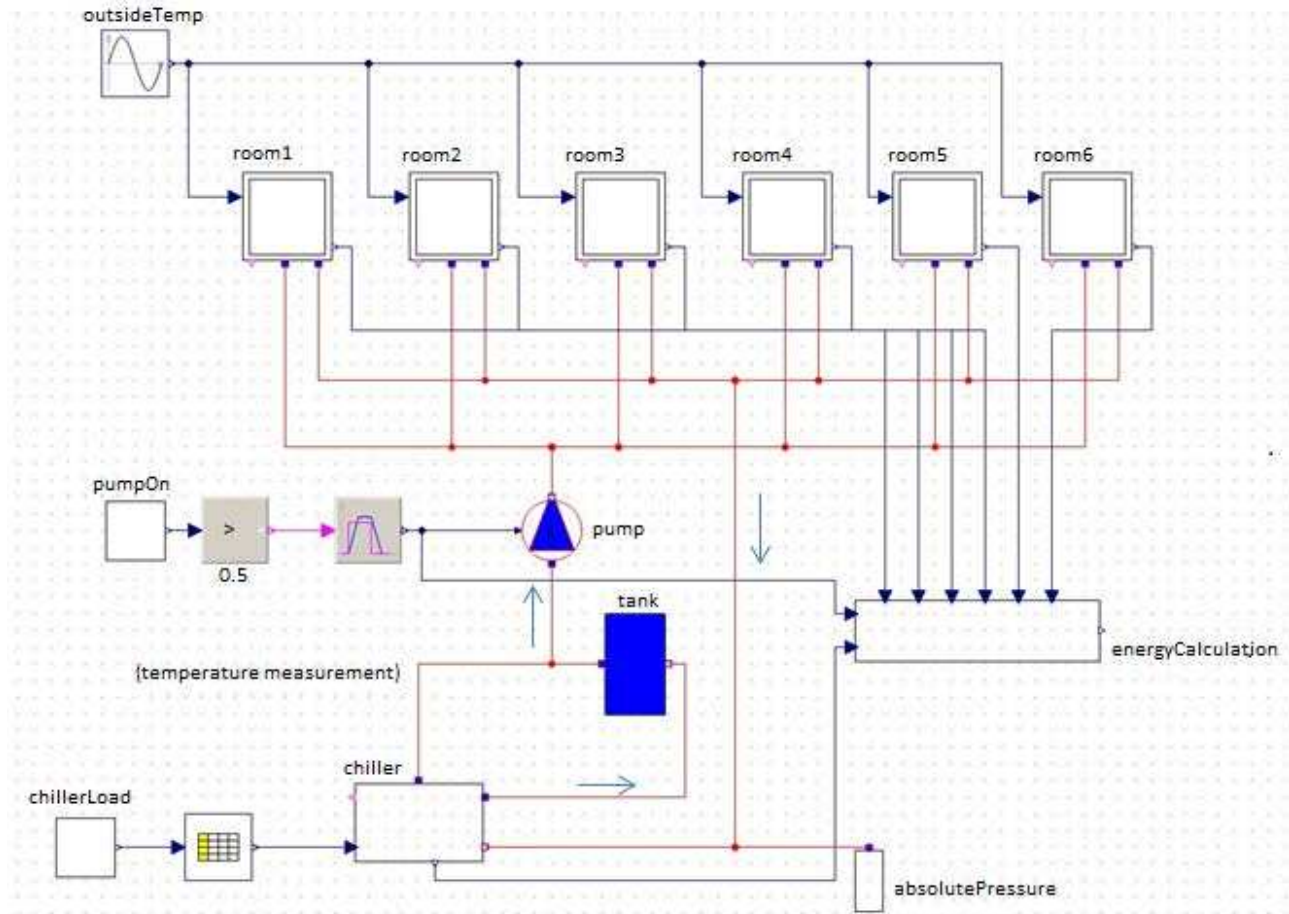 outsideTemp
room1
room2
room3
room4
room5
room6
pumpOn
>
0.5
pump
tank
energyCalculation
(temperature measurement)
chiller
chillerLoad
absolutePressure